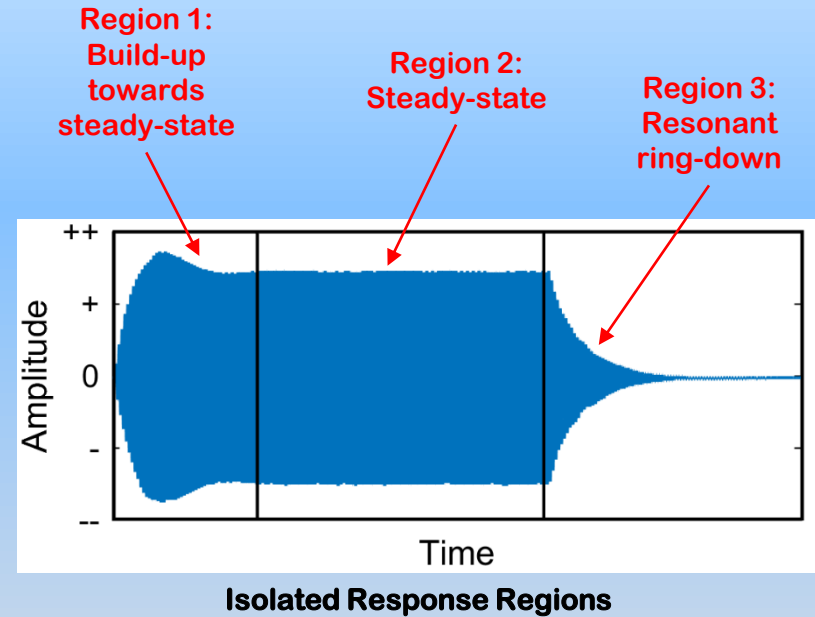 Region 1:
Build-up
towards
steady-state
Region 2:
Steady-state
Region 3:
Resonant
ring-down
++
+
0
-
--
Amplitude
Time
Isolated Response Regions